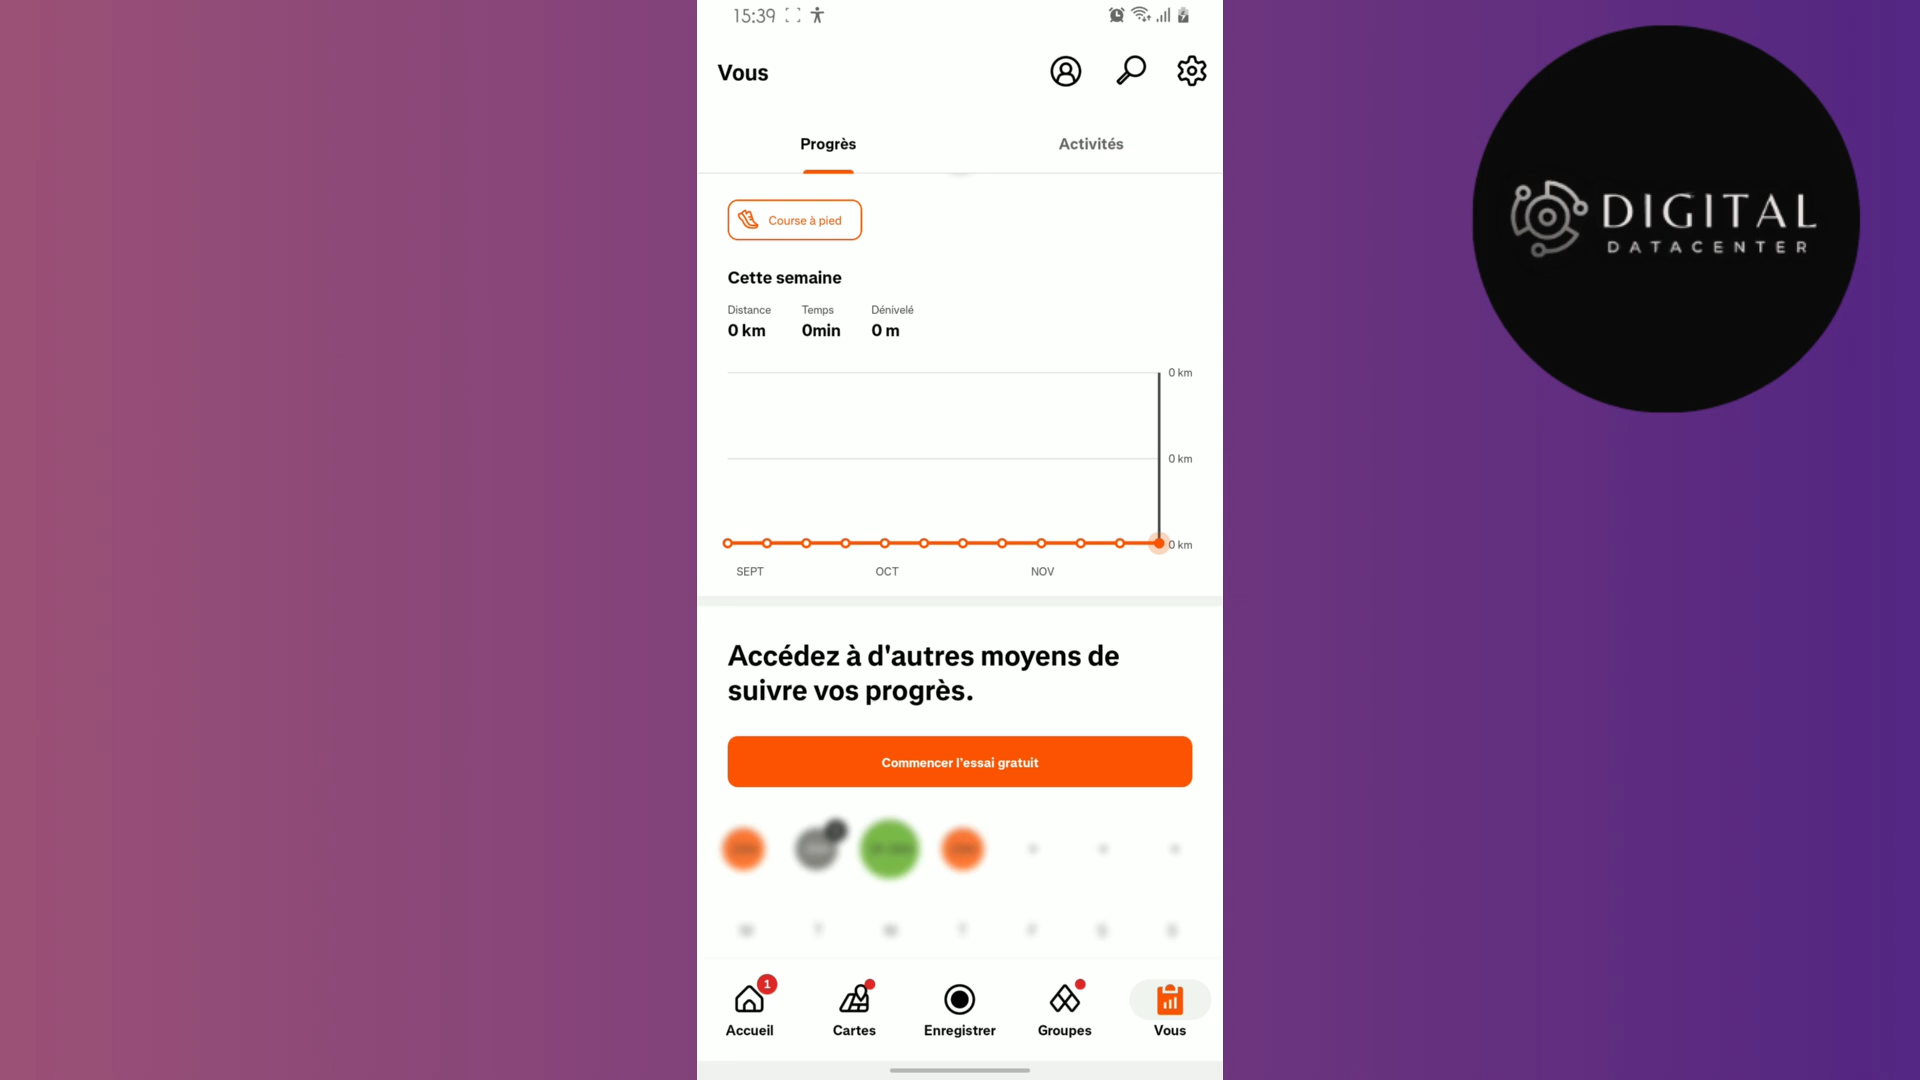 15:39
Vous
Progrès
Activités
Course à pied
Cette semaine
Distance
Temps
Dénivelé
0 km
0min
0 m
0 km
0 km
0 km
SEPT
OCT
NOV
Accédez à d'autres moyens de
suivre vos progrès.
Commencer l'essai gratuit
M T W T F S S
1
Accueil
Cartes
Enregistrer
Groupes
Vous
DIGITAL
DATACENTER